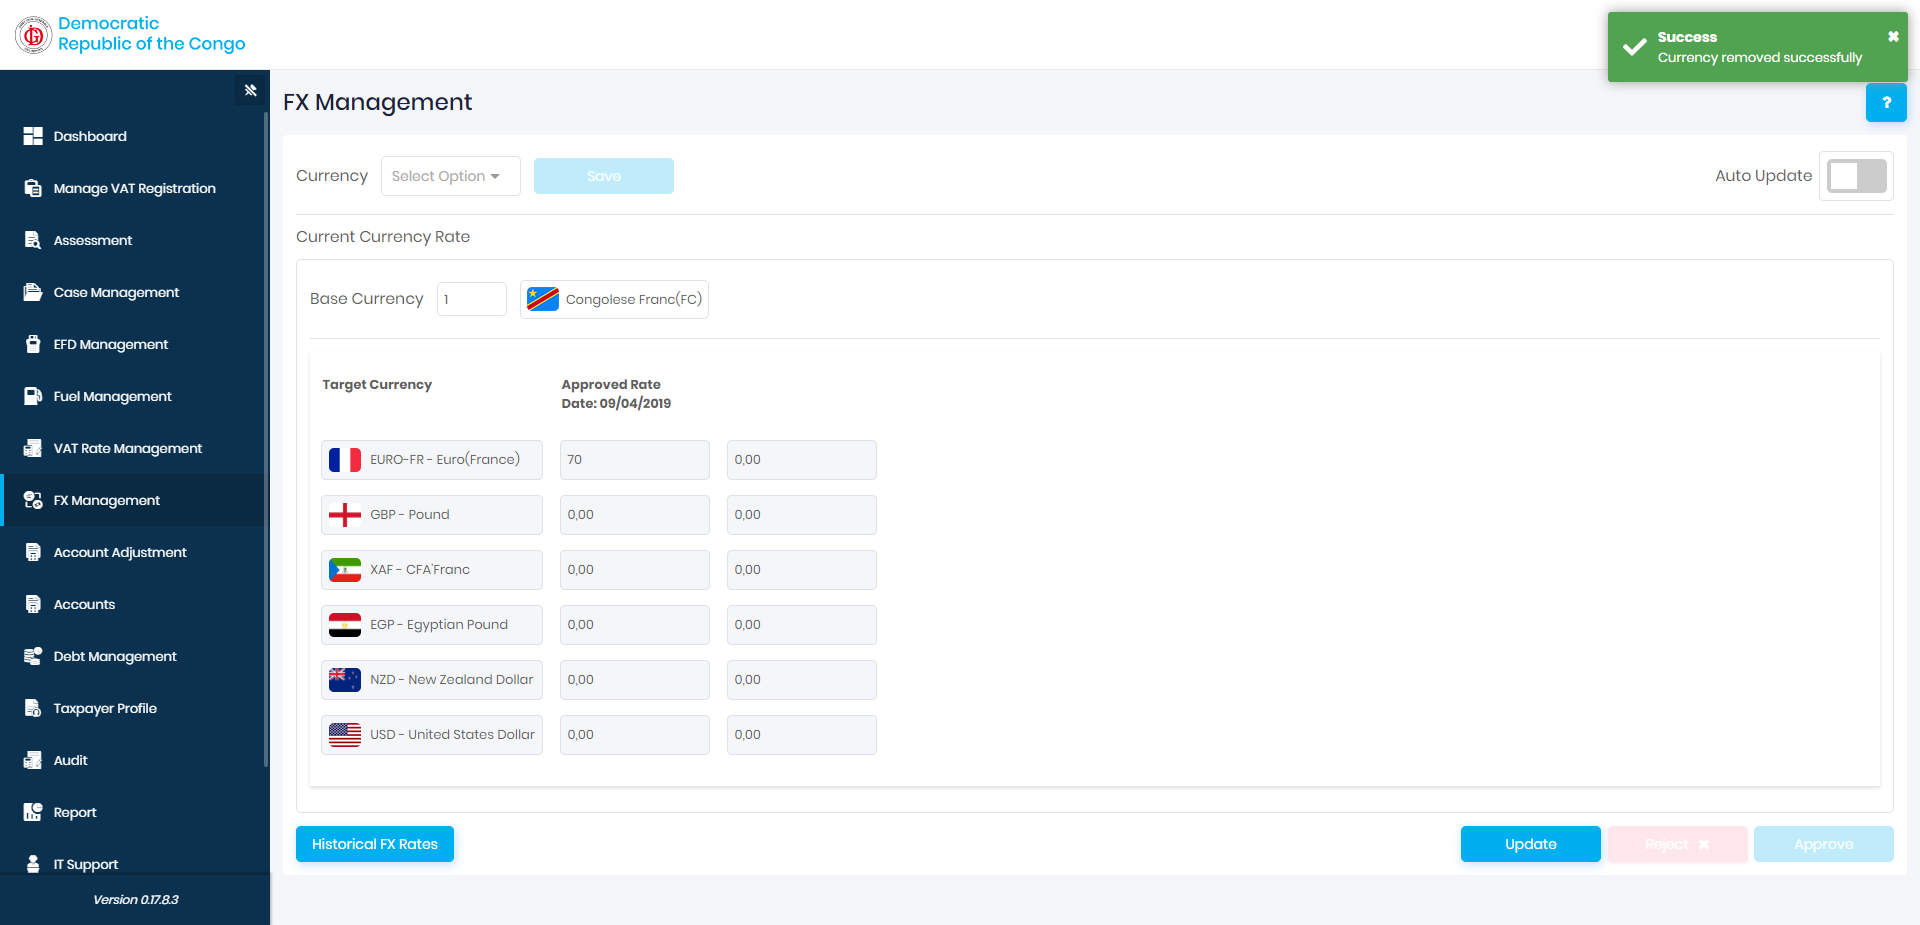 Democratic
Republic of the Congo
Success
Currency removed successfully
FX Management
?
Dashboard
Manage VAT Registration
Assessment
Case Management
EFD Management
Fuel Management
VAT Rate Management
FX Management
Account Adjustment
Accounts
Debt Management
Taxpayer Profile
Audit
Report
IT Support
Version 0.17.8.3
Currency Select Option Save Auto Update
Current Currency Rate
Base Currency 1 Congolese Franc(FC)
Target Currency Approved Rate
Date: 09/04/2019
EURO-FR - Euro(France) 70 0,00
GBP - Pound 0,00 0,00
XAF - CFA'Franc 0,00 0,00
EGP - Egyptian Pound 0,00 0,00
NZD - New Zealand Dollar 0,00 0,00
USD - United States Dollar 0,00 0,00
Historical FX Rates Update Reject Approve